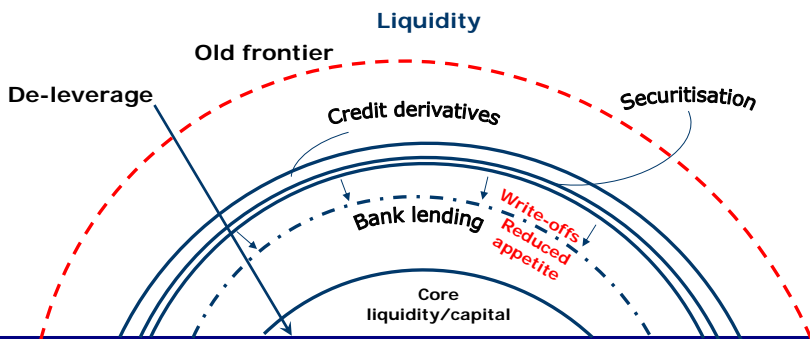 Liquidity
Old frontier
De-leverage
Securitisation
Credit derivatives
Write-offs
Bank lending
Reduced
appetite
Core
liquidity/capital